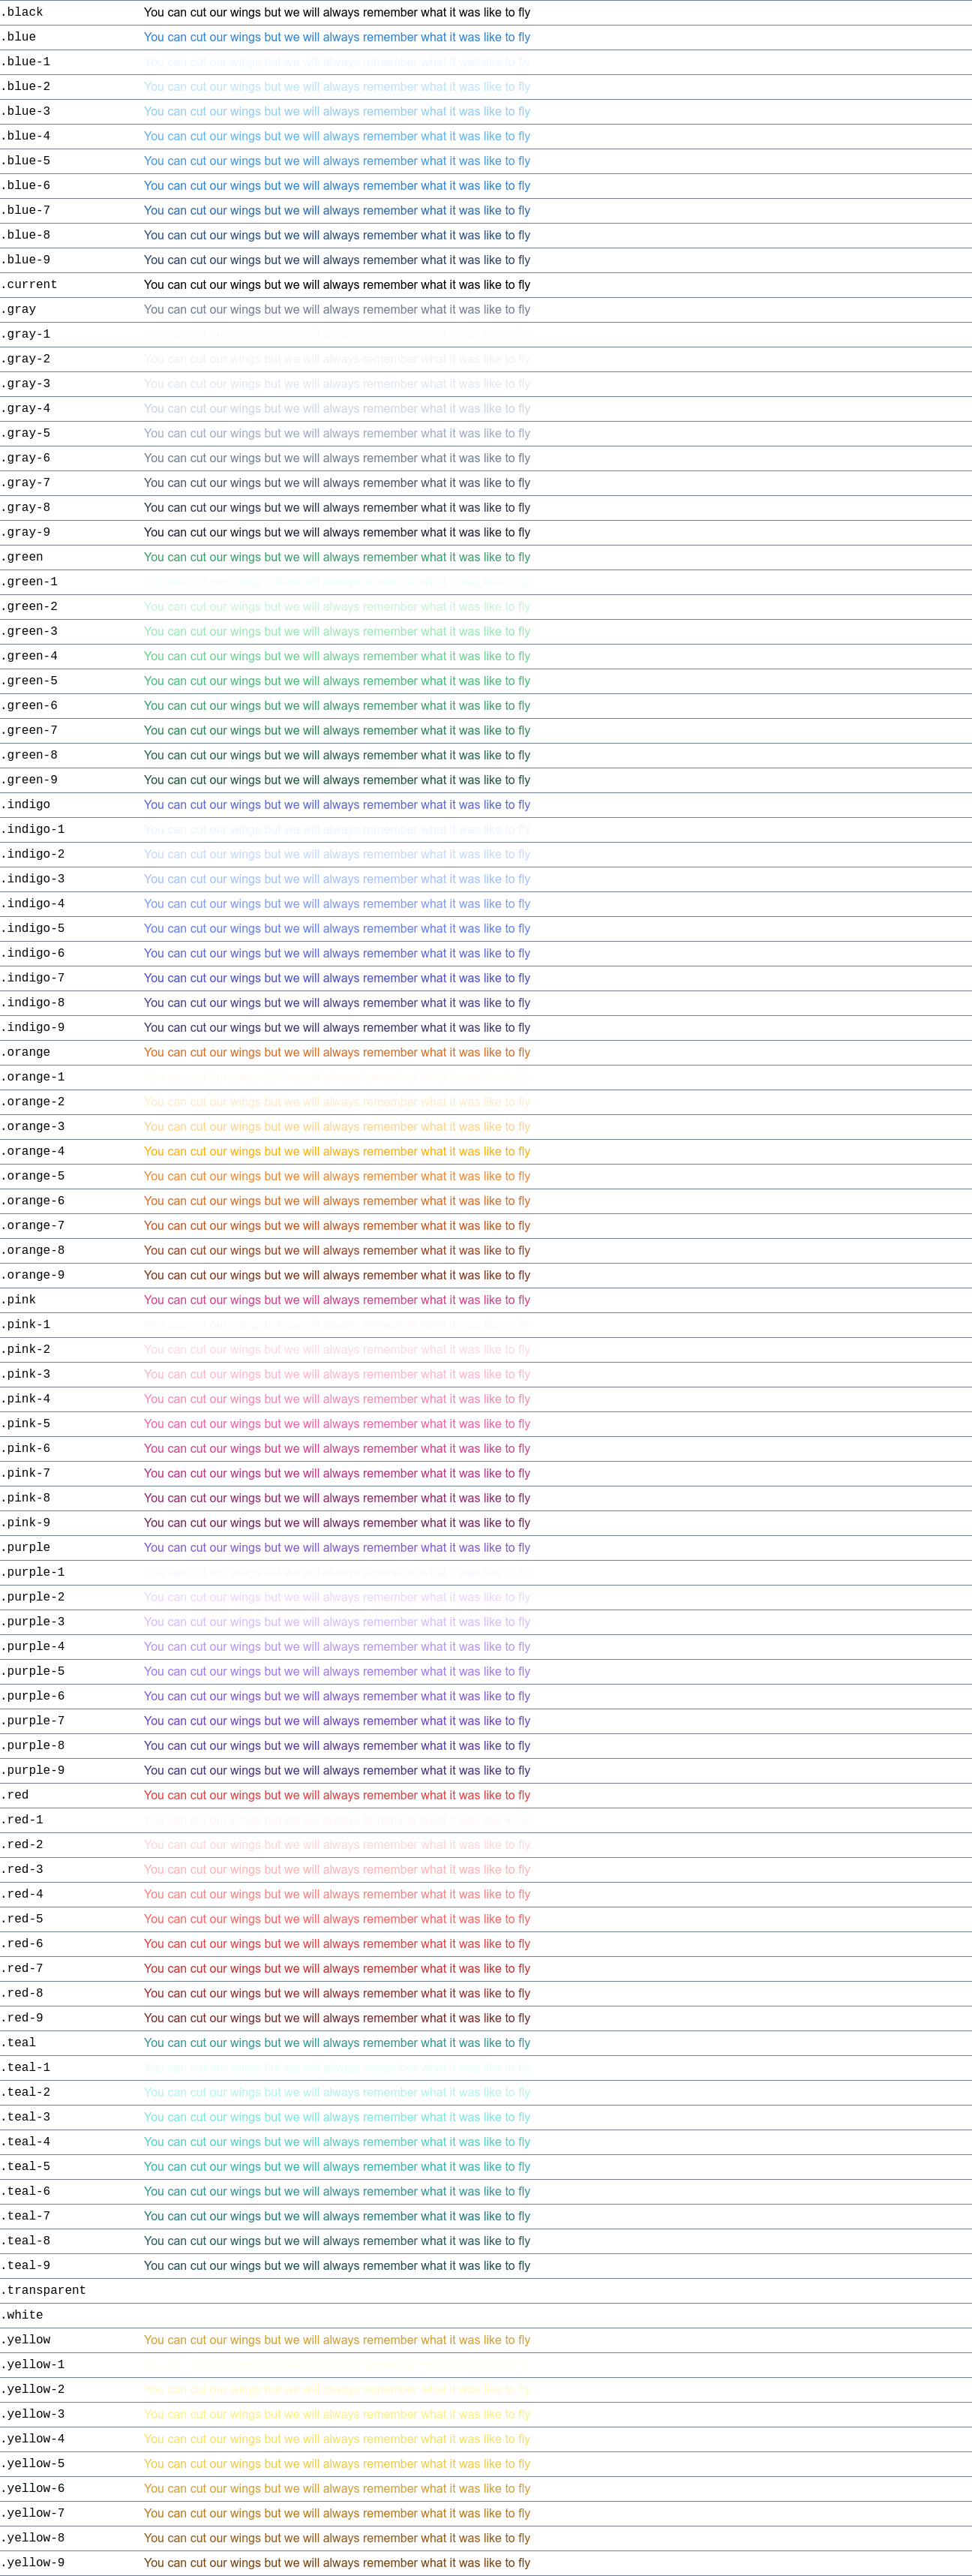 .black You can cut our wings but we will always remember what it was like to fly
.blue You can cut our wings but we will always remember what it was like to fly
.blue-1 You can cut our wings but we will always remember what it was like to fly
.blue-2 You can cut our wings but we will always remember what it was like to fly
.blue-3 You can cut our wings but we will always remember what it was like to fly
.blue-4 You can cut our wings but we will always remember what it was like to fly
.blue-5 You can cut our wings but we will always remember what it was like to fly
.blue-6 You can cut our wings but we will always remember what it was like to fly
.blue-7 You can cut our wings but we will always remember what it was like to fly
.blue-8 You can cut our wings but we will always remember what it was like to fly
.blue-9 You can cut our wings but we will always remember what it was like to fly
.current You can cut our wings but we will always remember what it was like to fly
.gray You can cut our wings but we will always remember what it was like to fly
.gray-1 You can cut our wings but we will always remember what it was like to fly
.gray-2 You can cut our wings but we will always remember what it was like to fly
.gray-3 You can cut our wings but we will always remember what it was like to fly
.gray-4 You can cut our wings but we will always remember what it was like to fly
.gray-5 You can cut our wings but we will always remember what it was like to fly
.gray-6 You can cut our wings but we will always remember what it was like to fly
.gray-7 You can cut our wings but we will always remember what it was like to fly
.gray-8 You can cut our wings but we will always remember what it was like to fly
.gray-9 You can cut our wings but we will always remember what it was like to fly
.green You can cut our wings but we will always remember what it was like to fly
.green-1 You can cut our wings but we will always remember what it was like to fly
.green-2 You can cut our wings but we will always remember what it was like to fly
.green-3 You can cut our wings but we will always remember what it was like to fly
.green-4 You can cut our wings but we will always remember what it was like to fly
.green-5 You can cut our wings but we will always remember what it was like to fly
.green-6 You can cut our wings but we will always remember what it was like to fly
.green-7 You can cut our wings but we will always remember what it was like to fly
.green-8 You can cut our wings but we will always remember what it was like to fly
.green-9 You can cut our wings but we will always remember what it was like to fly
.indigo You can cut our wings but we will always remember what it was like to fly
.indigo-1 You can cut our wings but we will always remember what it was like to fly
.indigo-2 You can cut our wings but we will always remember what it was like to fly
.indigo-3 You can cut our wings but we will always remember what it was like to fly
.indigo-4 You can cut our wings but we will always remember what it was like to fly
.indigo-5 You can cut our wings but we will always remember what it was like to fly
.indigo-6 You can cut our wings but we will always remember what it was like to fly
.indigo-7 You can cut our wings but we will always remember what it was like to fly
.indigo-8 You can cut our wings but we will always remember what it was like to fly
.indigo-9 You can cut our wings but we will always remember what it was like to fly
.orange You can cut our wings but we will always remember what it was like to fly
.orange-1 You can cut our wings but we will always remember what it was like to fly
.orange-2 You can cut our wings but we will always remember what it was like to fly
.orange-3 You can cut our wings but we will always remember what it was like to fly
.orange-4 You can cut our wings but we will always remember what it was like to fly
.orange-5 You can cut our wings but we will always remember what it was like to fly
.orange-6 You can cut our wings but we will always remember what it was like to fly
.orange-7 You can cut our wings but we will always remember what it was like to fly
.orange-8 You can cut our wings but we will always remember what it was like to fly
.orange-9 You can cut our wings but we will always remember what it was like to fly
.pink You can cut our wings but we will always remember what it was like to fly
.pink-1 You can cut our wings but we will always remember what it was like to fly
.pink-2 You can cut our wings but we will always remember what it was like to fly
.pink-3 You can cut our wings but we will always remember what it was like to fly
.pink-4 You can cut our wings but we will always remember what it was like to fly
.pink-5 You can cut our wings but we will always remember what it was like to fly
.pink-6 You can cut our wings but we will always remember what it was like to fly
.pink-7 You can cut our wings but we will always remember what it was like to fly
.pink-8 You can cut our wings but we will always remember what it was like to fly
.pink-9 You can cut our wings but we will always remember what it was like to fly
.purple You can cut our wings but we will always remember what it was like to fly
.purple-1 You can cut our wings but we will always remember what it was like to fly
.purple-2 You can cut our wings but we will always remember what it was like to fly
.purple-3 You can cut our wings but we will always remember what it was like to fly
.purple-4 You can cut our wings but we will always remember what it was like to fly
.purple-5 You can cut our wings but we will always remember what it was like to fly
.purple-6 You can cut our wings but we will always remember what it was like to fly
.purple-7 You can cut our wings but we will always remember what it was like to fly
.purple-8 You can cut our wings but we will always remember what it was like to fly
.purple-9 You can cut our wings but we will always remember what it was like to fly
.red You can cut our wings but we will always remember what it was like to fly
.red-1 You can cut our wings but we will always remember what it was like to fly
.red-2 You can cut our wings but we will always remember what it was like to fly
.red-3 You can cut our wings but we will always remember what it was like to fly
.red-4 You can cut our wings but we will always remember what it was like to fly
.red-5 You can cut our wings but we will always remember what it was like to fly
.red-6 You can cut our wings but we will always remember what it was like to fly
.red-7 You can cut our wings but we will always remember what it was like to fly
.red-8 You can cut our wings but we will always remember what it was like to fly
.red-9 You can cut our wings but we will always remember what it was like to fly
.teal You can cut our wings but we will always remember what it was like to fly
.teal-1 You can cut our wings but we will always remember what it was like to fly
.teal-2 You can cut our wings but we will always remember what it was like to fly
.teal-3 You can cut our wings but we will always remember what it was like to fly
.teal-4 You can cut our wings but we will always remember what it was like to fly
.teal-5 You can cut our wings but we will always remember what it was like to fly
.teal-6 You can cut our wings but we will always remember what it was like to fly
.teal-7 You can cut our wings but we will always remember what it was like to fly
.teal-8 You can cut our wings but we will always remember what it was like to fly
.teal-9 You can cut our wings but we will always remember what it was like to fly
.transparent
.white
.yellow You can cut our wings but we will always remember what it was like to fly
.yellow-1
.yellow-2 You can cut our wings but we will always remember what it was like to fly
.yellow-3 You can cut our wings but we will always remember what it was like to fly
.yellow-4 You can cut our wings but we will always remember what it was like to fly
.yellow-5 You can cut our wings but we will always remember what it was like to fly
.yellow-6 You can cut our wings but we will always remember what it was like to fly
.yellow-7 You can cut our wings but we will always remember what it was like to fly
.yellow-8 You can cut our wings but we will always remember what it was like to fly
.yellow-9 You can cut our wings but we will always remember what it was like to fly